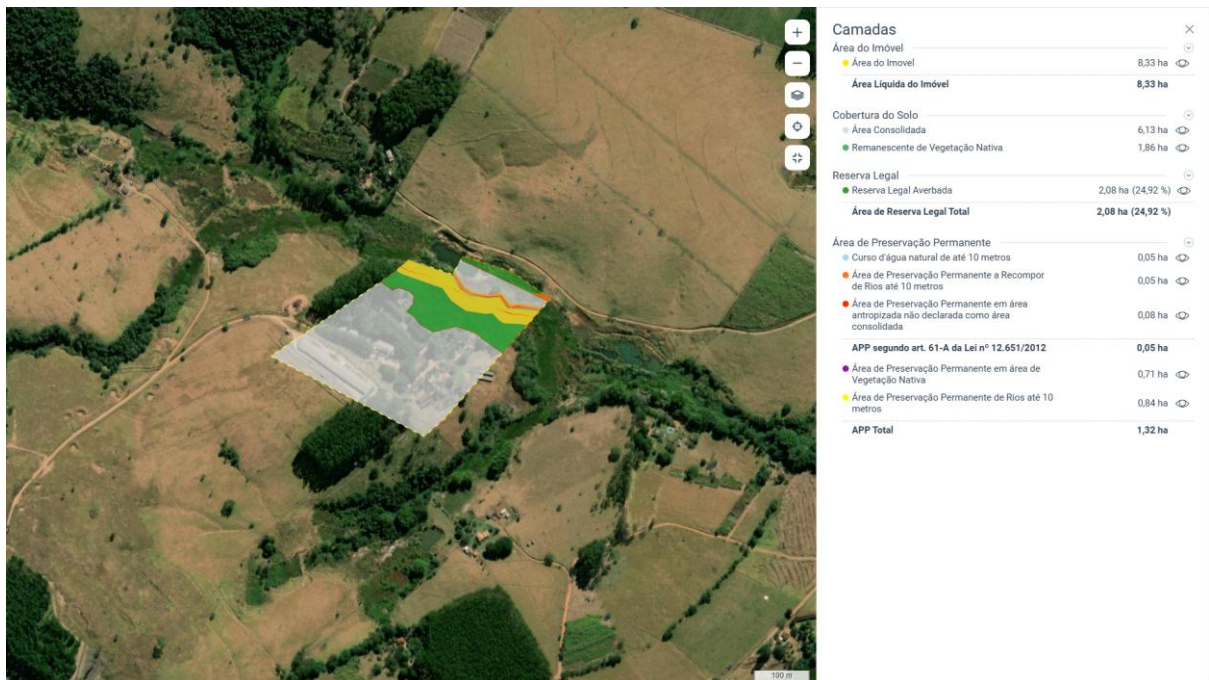 Camadas
Área do Imóvel
Área do Imovel 8,33 ha
Área Líquida do Imóvel 8,33 ha
Cobertura do Solo
Área Consolidada 6,13 ha
Remanescente de Vegetação Nativa 1,86 ha
Reserva Legal
Reserva Legal Averbada 2,08 ha (24,92 %)
Área de Reserva Legal Total 2,08 ha (24,92 %)
Área de Preservação Permanente
Curso d'água natural de até 10 metros 0,05 ha
Área de Preservação Permanente a Recompor
de Rios até 10 metros 0,05 ha
Área de Preservação Permanente em área
antropizada não declarada como área 0,08 ha
consolidada
APP segundo art. 61-A da Lei nº 12.651/2012 0,05 ha
Área de Preservação Permanente em área de
Vegetação Nativa 0,71 ha
Área de Preservação Permanente de Rios até 10
metros 0,84 ha
APP Total 1,32 ha
100 m